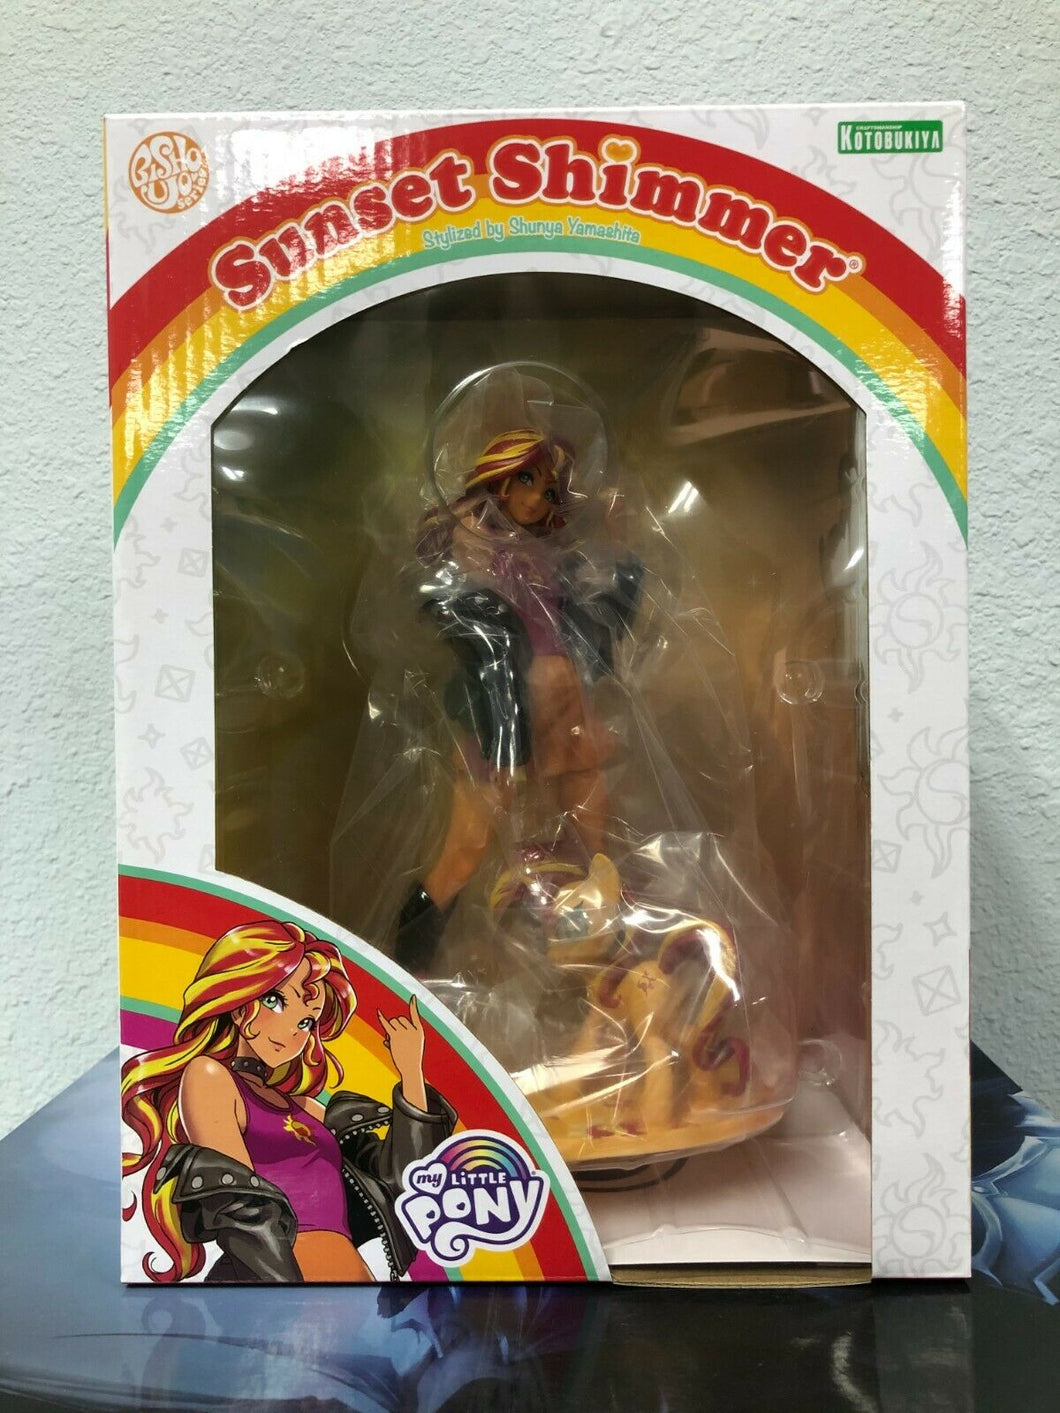 BISHOUJO Series
CRAFTSMANSHIP
KOTOBUKIYA
Sunset Shimmer®
Stylized by Shunya Yamashita
my LiTTLE
PONY